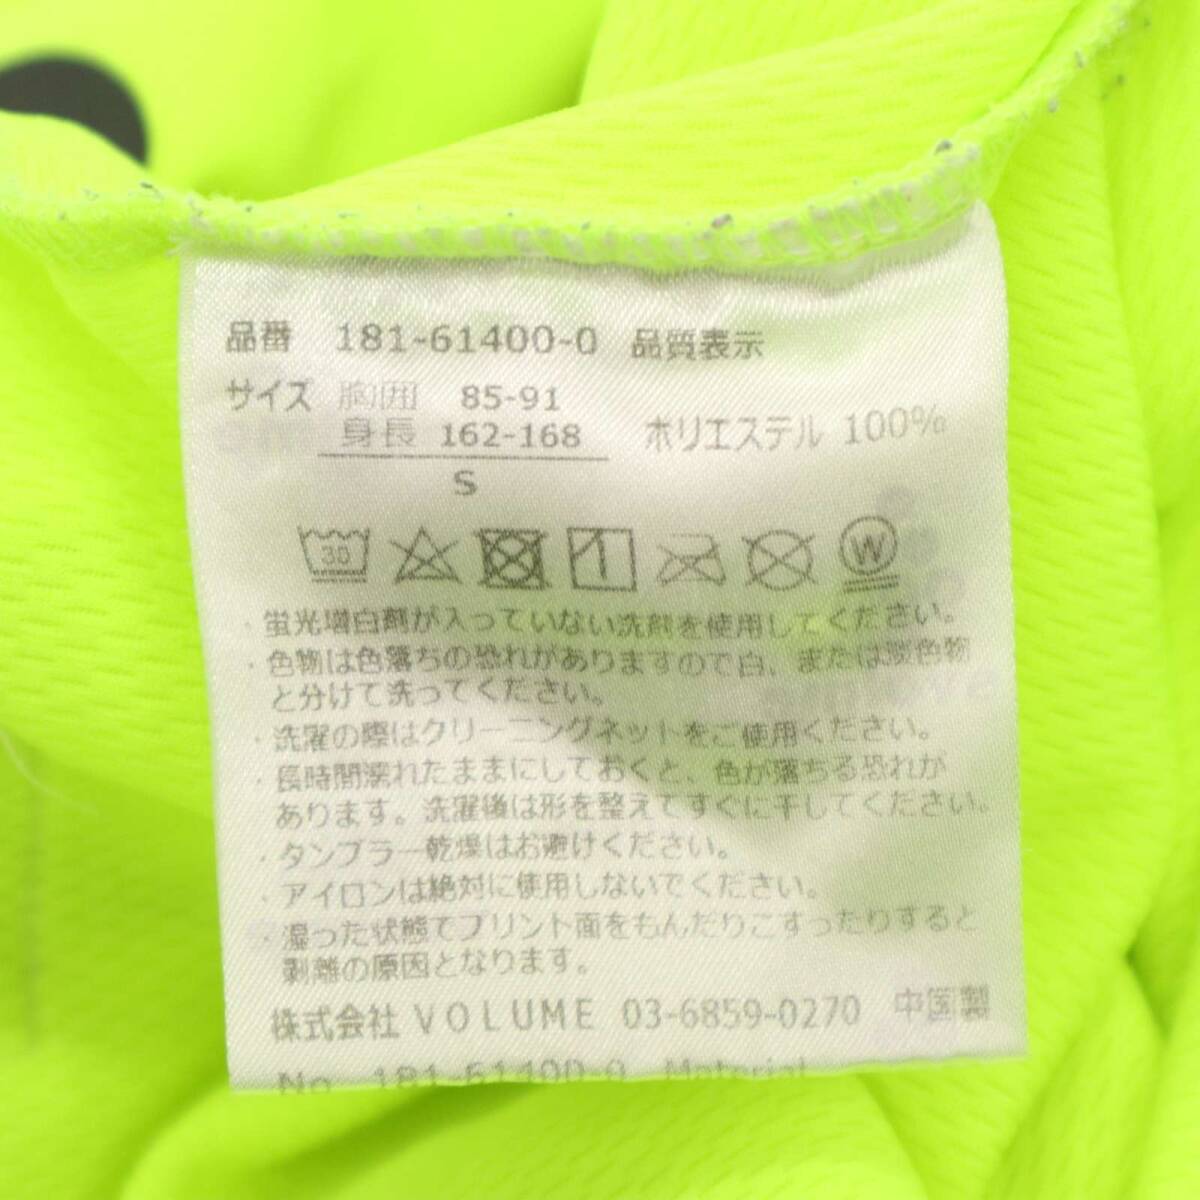 品番 181-61400-0 品質表示
サイズ 胸囲 85-91
身長 162-168 ポリエステル 100%
S
30 W
・蛍光増白剤が入っていない洗剤を使用してください。
・色物は色落ちの恐れがありますので白、または淡色物
と分けて洗ってください。
・洗濯の際はクリーニングネットをご使用ください。
・長時間濡れたままにしておくと、色が落ちる恐れが
あります。洗濯後は形を整えてすぐに干してください。
・タンブラー乾燥はお避けください。
・アイロンは絶対に使用しないでください。
・湿った状態でプリント面をもんだりこすったりすると
剥離の原因となります。
株式会社 VOLUME 03-6859-0270 中国製
No. 181-61400-0 Material